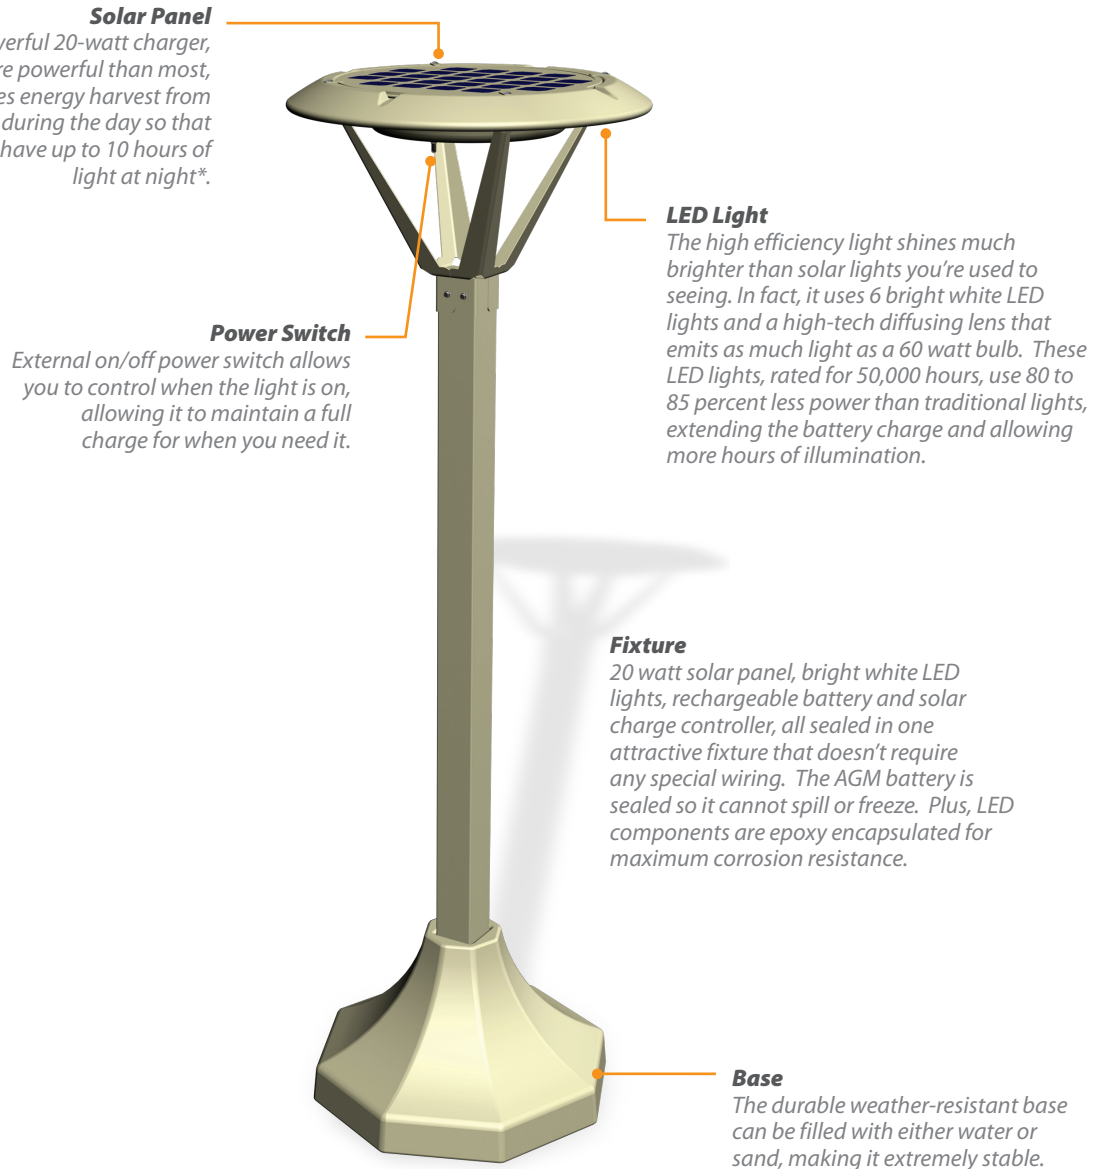 Solar Panel
20-watt charger,
powerful than most,
energy harvest from
during the day so that
have up to 10 hours of
light at night*.
LED Light
The high efficiency light shines much
brighter than solar lights you’re used to
seeing. In fact, it uses 6 bright white LED
lights and a high-tech diffusing lens that
emits as much light as a 60 watt bulb. These
LED lights, rated for 50,000 hours, use 80 to
85 percent less power than traditional lights,
extending the battery charge and allowing
more hours of illumination.
Power Switch
External on/off power switch allows
you to control when the light is on,
allowing it to maintain a full
charge for when you need it.
Fixture
20 watt solar panel, bright white LED
lights, rechargeable battery and solar
charge controller, all sealed in one
attractive fixture that doesn’t require
any special wiring. The AGM battery is
sealed so it cannot spill or freeze. Plus, LED
components are epoxy encapsulated for
maximum corrosion resistance.
Base
The durable weather-resistant base
can be filled with either water or
sand, making it extremely stable.